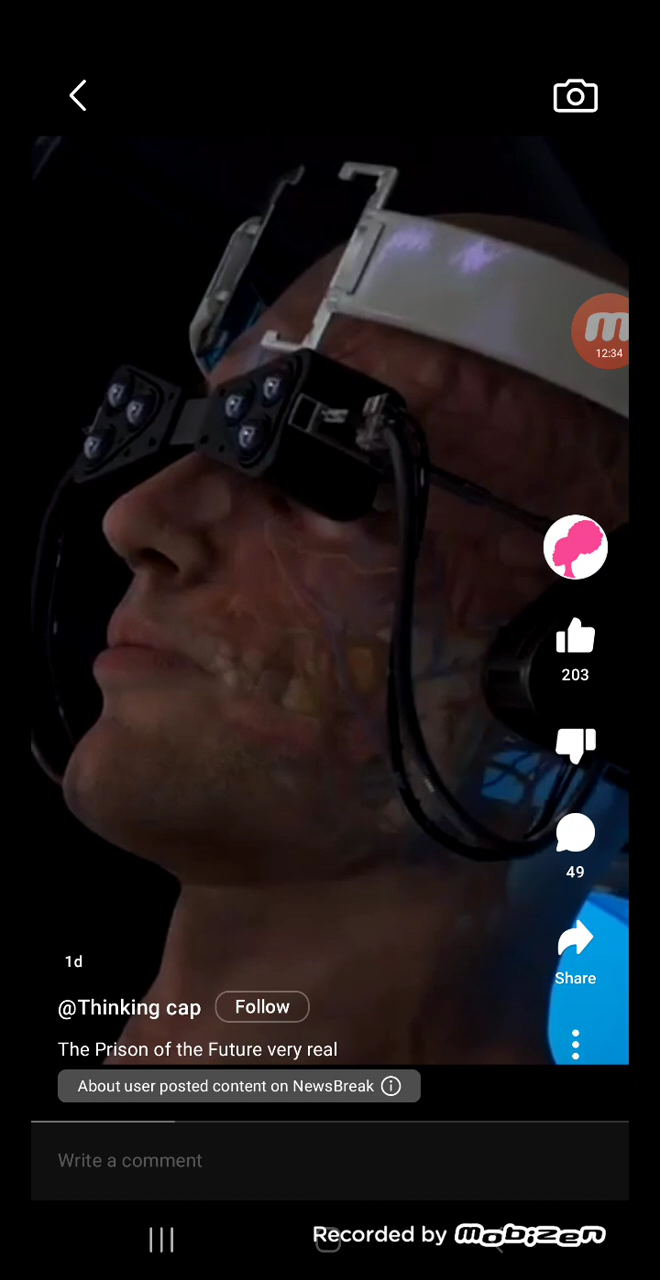 m
12:34
203
49
Share
1d
@Thinking cap Follow
The Prison of the Future very real
About user posted content on NewsBreak
Write a comment
Recorded by mobizen